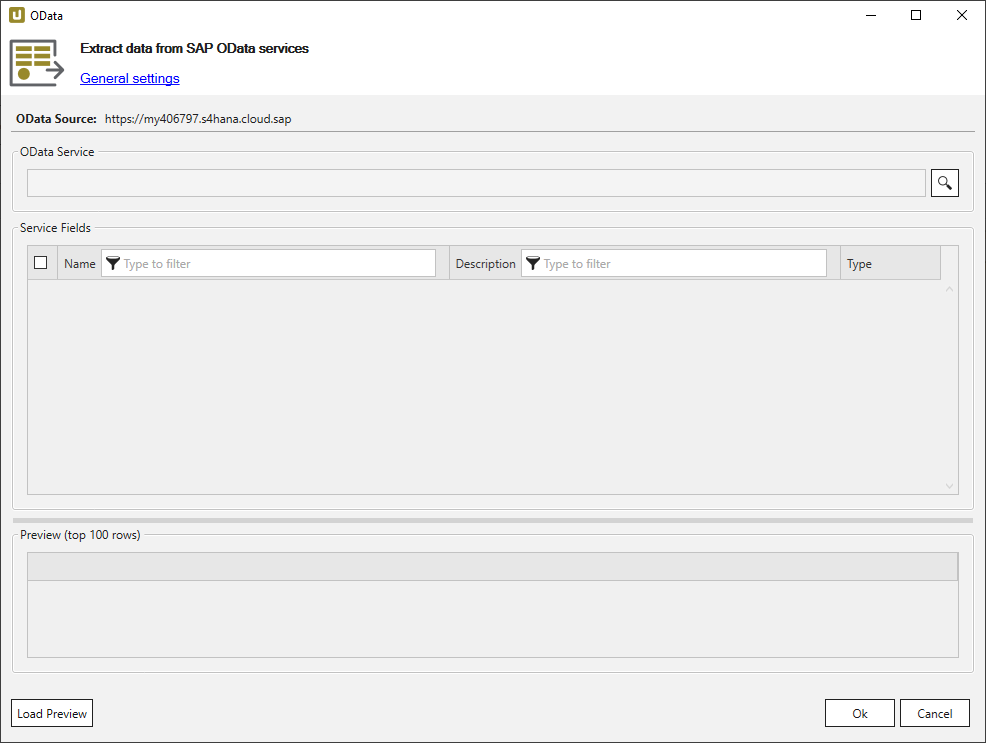 OData
Extract data from SAP OData services
General settings
OData Source: https://my406797.s4hana.cloud.sap
OData Service
Service Fields
Name Type to filter Description Type to filter Type
Preview (top 100 rows)
Load Preview Ok Cancel